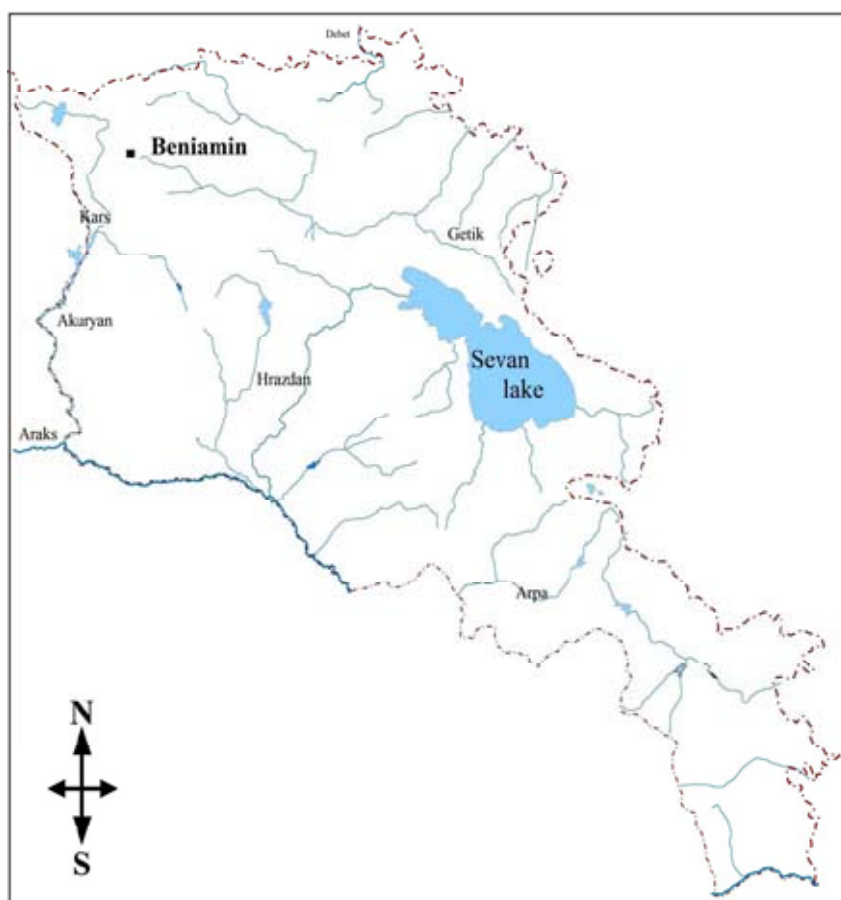 Debet
Beniamin
Kars
Getik
Akuryan
Sevan
lake
Hrazdan
Araks
Arpa
N
S